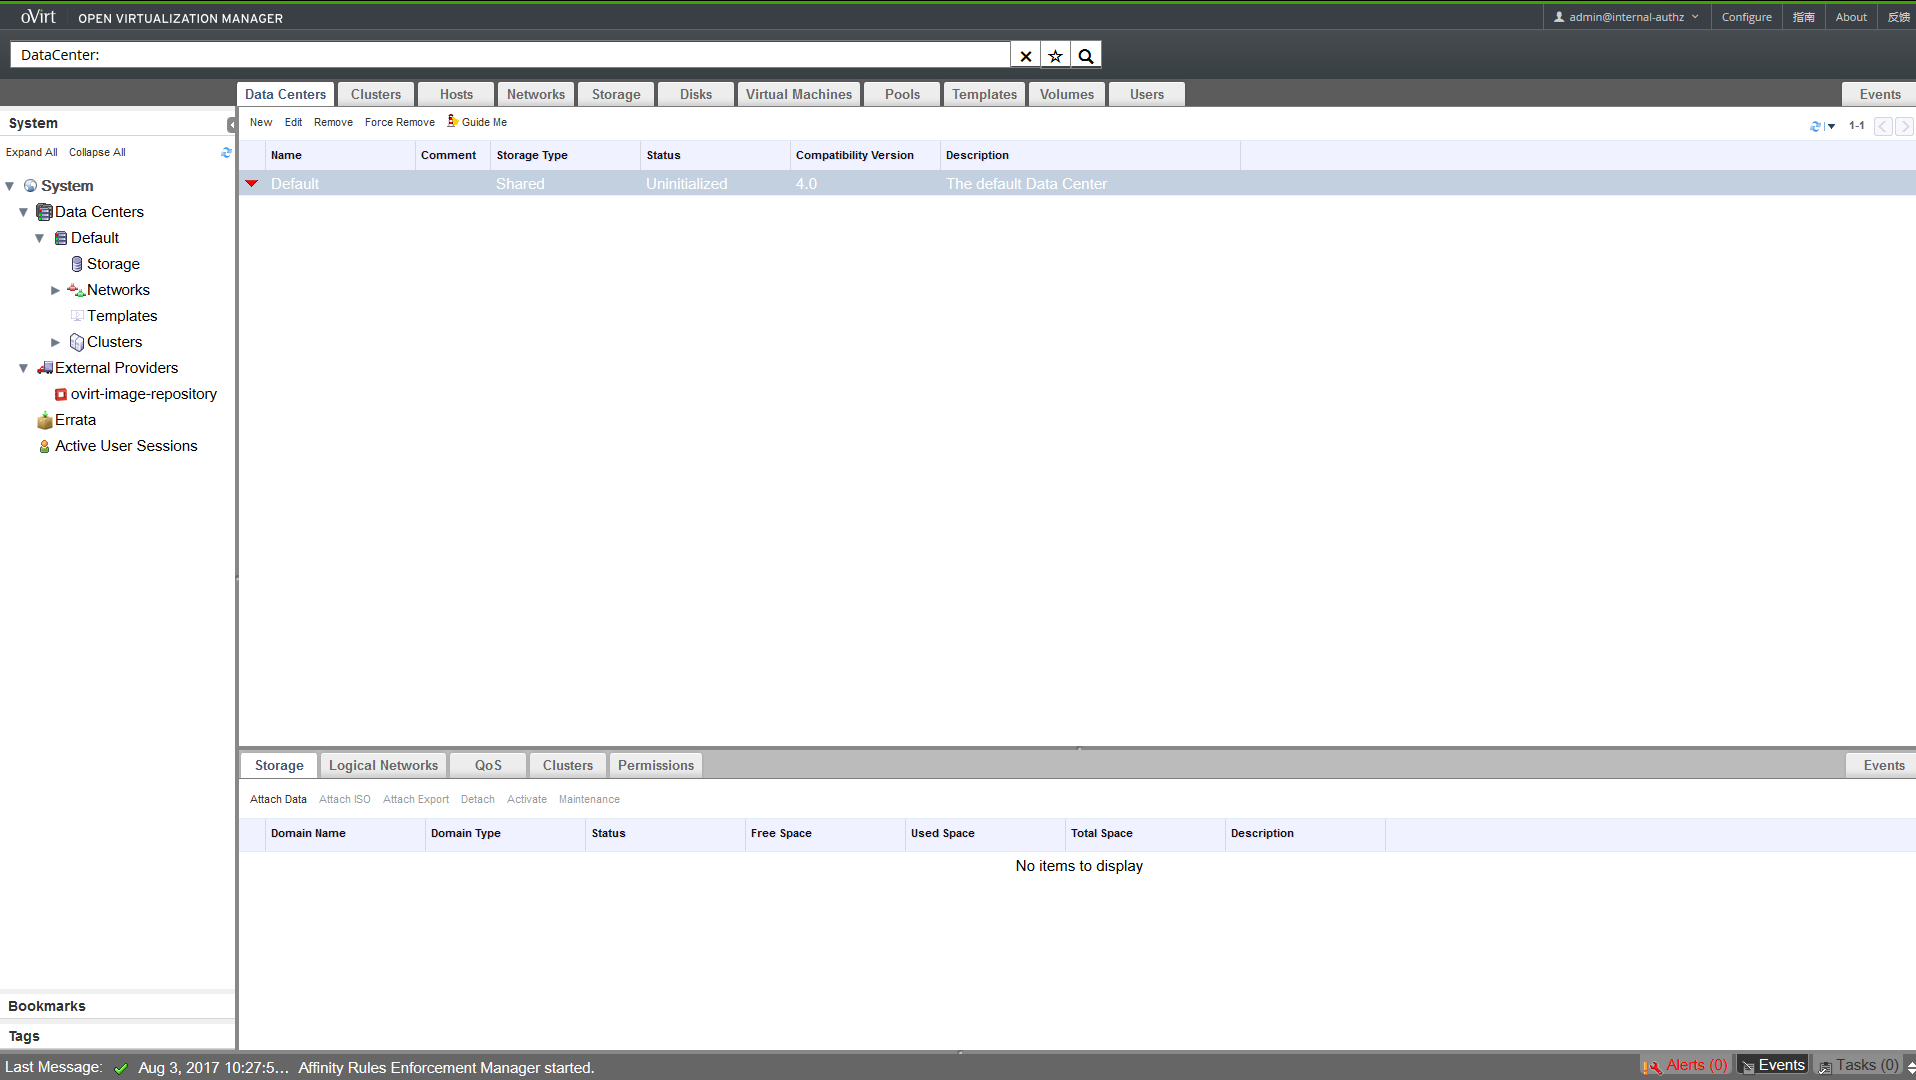 oVirt OPEN VIRTUALIZATION MANAGER admin@internal-authz Configure 指南 About 反馈
DataCenter:
Data Centers Clusters Hosts Networks Storage Disks Virtual Machines Pools Templates Volumes Users Events
System
New Edit Remove Force Remove Guide Me 1-1
Expand All Collapse All
Name Comment Storage Type Status Compatibility Version Description
Default Shared Uninitialized 4.0 The default Data Center
System
Data Centers
Default
Storage
Networks
Templates
Clusters
External Providers
ovirt-image-repository
Errata
Active User Sessions
Storage Logical Networks QoS Clusters Permissions Events
Attach Data Attach ISO Attach Export Detach Activate Maintenance
Domain Name Domain Type Status Free Space Used Space Total Space Description
No items to display
Bookmarks
Tags
Last Message: Aug 3, 2017 10:27:5... Affinity Rules Enforcement Manager started. Alerts (0) Events Tasks (0)